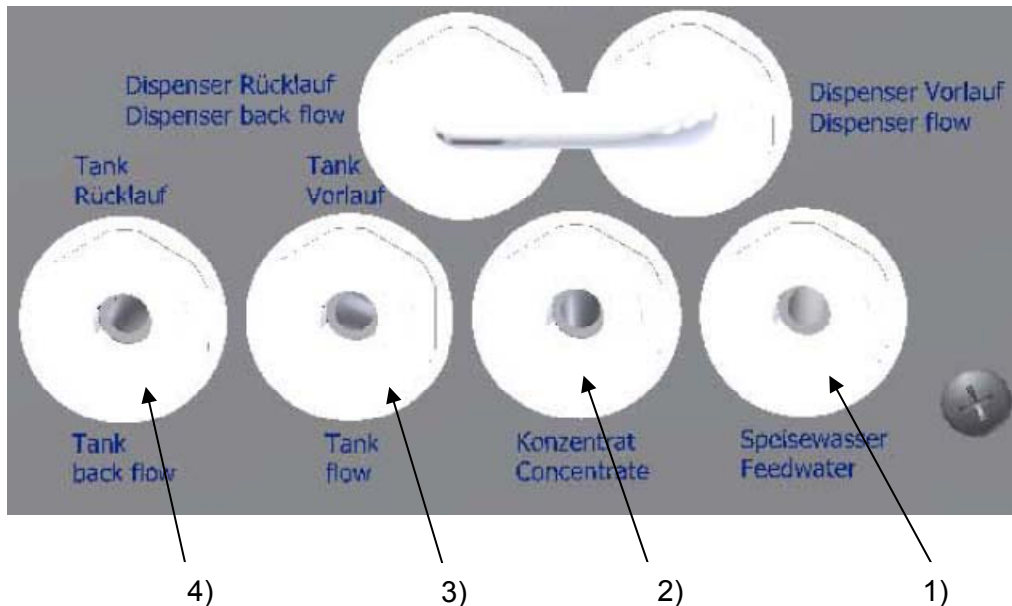 Dispenser Rücklauf
Dispenser back flow
Dispenser Vorlauf
Dispenser flow
Tank
Rücklauf
Tank
Vorlauf
Tank
back flow
Tank
flow
Konzentrat
Concentrate
Speisewasser
Feedwater
4)
3)
2)
1)